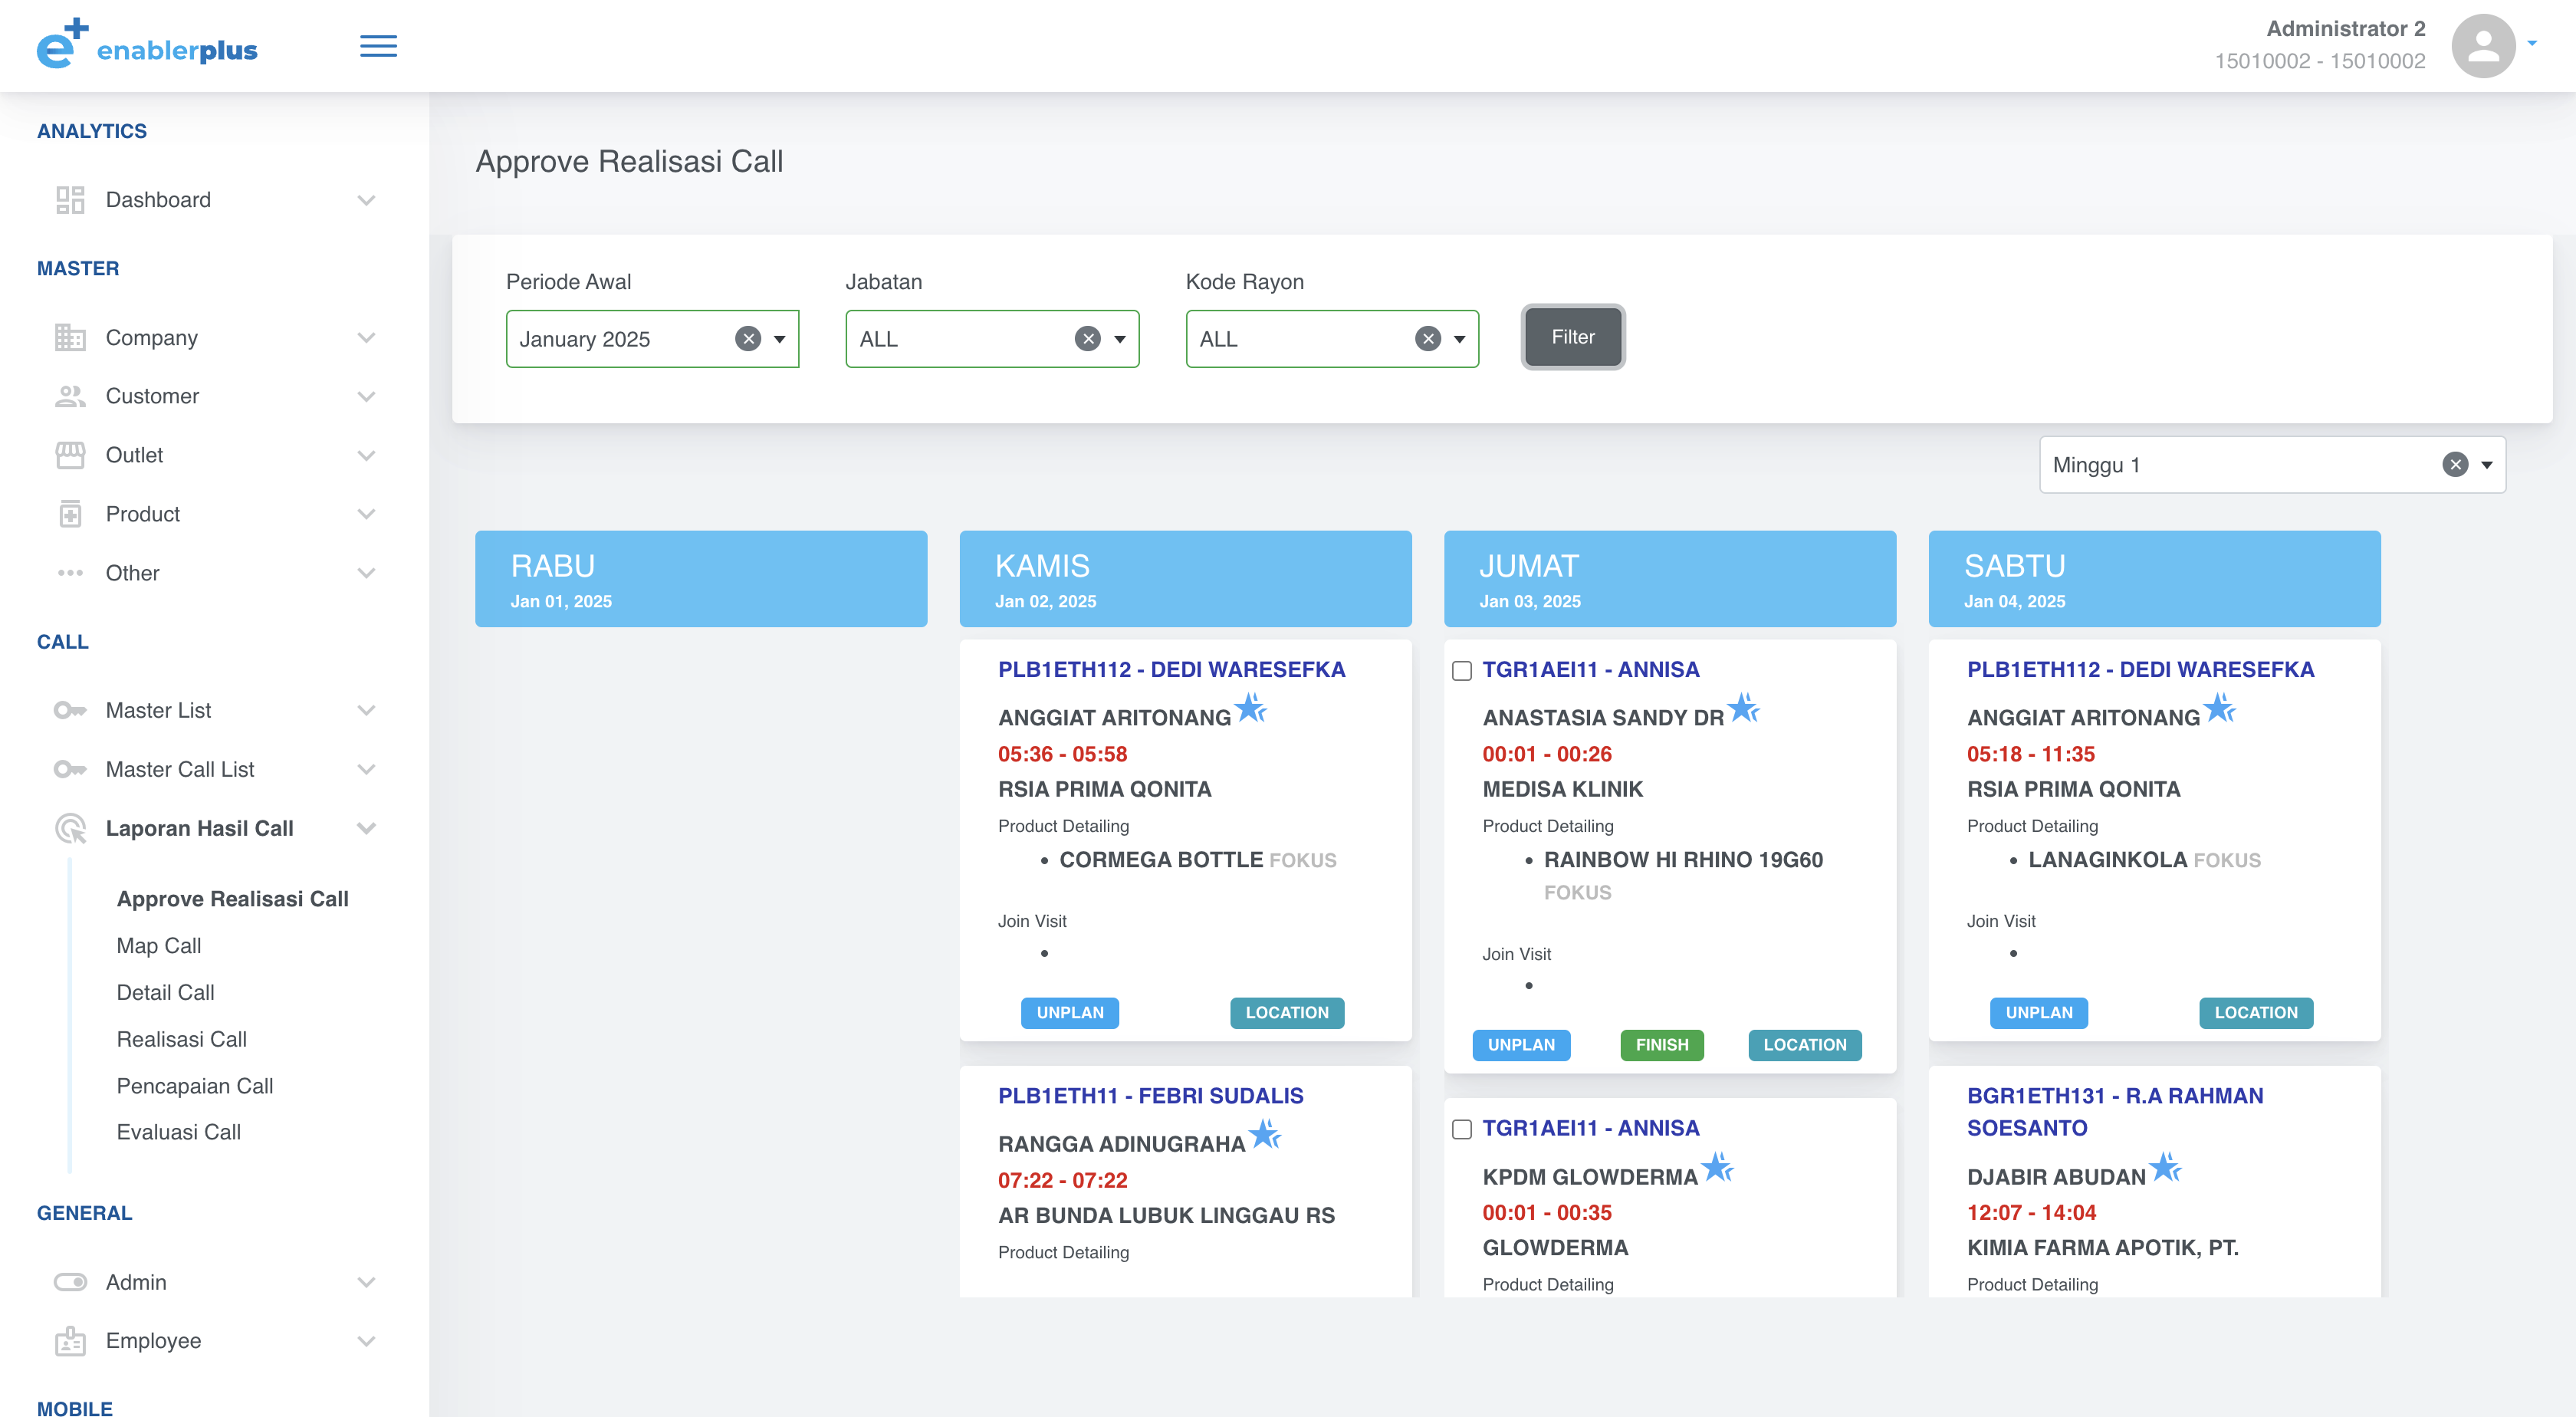 e+ enablerplus
Administrator 2
15010002 - 15010002
ANALYTICS
Dashboard
MASTER
Company
Customer
Outlet
Product
Other
CALL
Master List
Master Call List
Laporan Hasil Call
Approve Realisasi Call
Map Call
Detail Call
Realisasi Call
Pencapaian Call
Evaluasi Call
GENERAL
Admin
Employee
MOBILE
Approve Realisasi Call
Periode Awal
January 2025
Jabatan
ALL
Kode Rayon
ALL
Filter
Minggu 1
RABU
Jan 01, 2025
KAMIS
Jan 02, 2025
PLB1ETH112 - DEDI WARESEFKA
ANGGIAT ARITONANG
05:36 - 05:58
RSIA PRIMA QONITA
Product Detailing
• CORMEGA BOTTLE FOKUS
Join Visit
•
UNPLAN LOCATION
PLB1ETH11 - FEBRI SUDALIS
RANGGA ADINUGRAHA
07:22 - 07:22
AR BUNDA LUBUK LINGGAU RS
Product Detailing
JUMAT
Jan 03, 2025
TGR1AEI11 - ANNISA
ANASTASIA SANDY DR
00:01 - 00:26
MEDISA KLINIK
Product Detailing
• RAINBOW HI RHINO 19G60
FOKUS
Join Visit
•
UNPLAN FINISH LOCATION
TGR1AEI11 - ANNISA
KPDM GLOWDERMA
00:01 - 00:35
GLOWDERMA
Product Detailing
SABTU
Jan 04, 2025
PLB1ETH112 - DEDI WARESEFKA
ANGGIAT ARITONANG
05:18 - 11:35
RSIA PRIMA QONITA
Product Detailing
• LANAGINKOLA FOKUS
Join Visit
•
UNPLAN LOCATION
BGR1ETH131 - R.A RAHMAN
SOESANTO
DJABIR ABUDAN
12:07 - 14:04
KIMIA FARMA APOTIK, PT.
Product Detailing